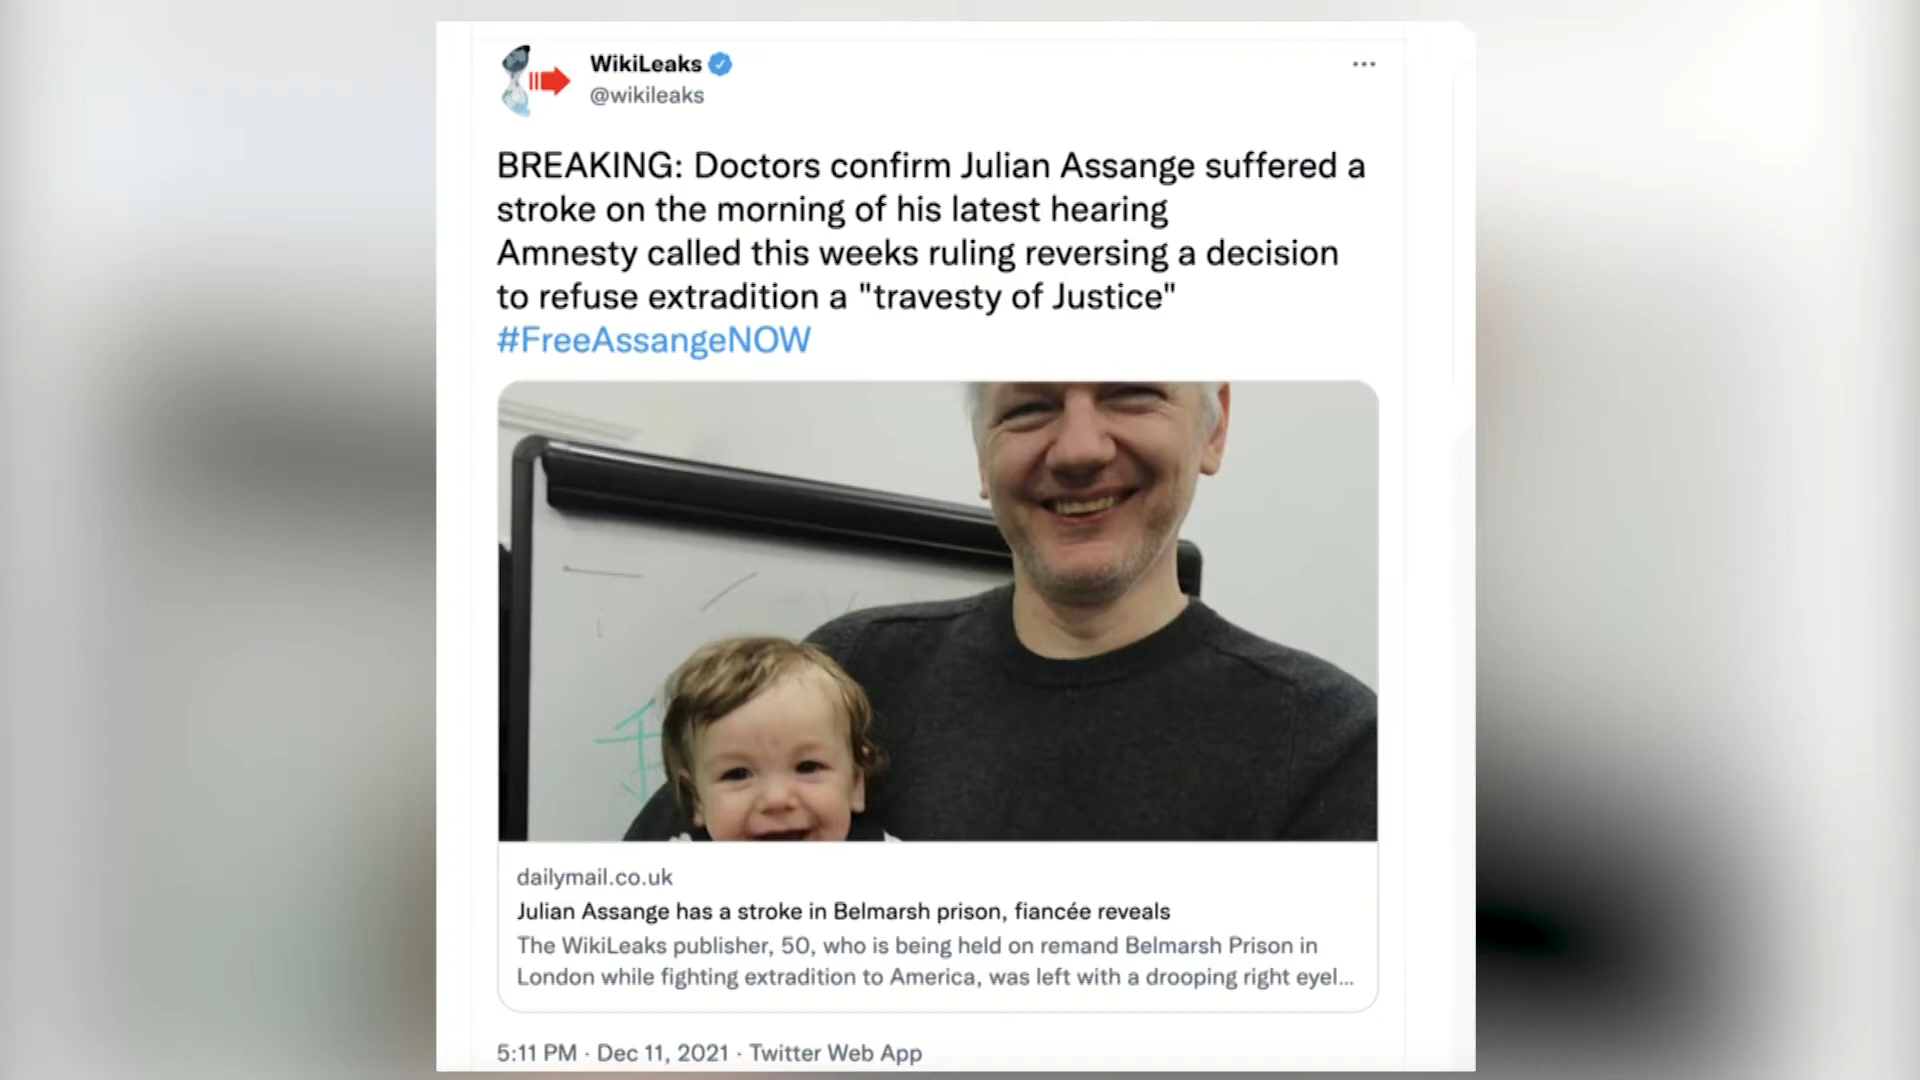 WikiLeaks
@wikileaks
BREAKING: Doctors confirm Julian Assange suffered a
stroke on the morning of his latest hearing
Amnesty called this weeks ruling reversing a decision
to refuse extradition a "travesty of Justice"
#FreeAssangeNOW
dailymail.co.uk
Julian Assange has a stroke in Belmarsh prison, fiancée reveals
The WikiLeaks publisher, 50, who is being held on remand Belmarsh Prison in
London while fighting extradition to America, was left with a drooping right eyel...
5:11 PM · Dec 11, 2021 · Twitter Web App